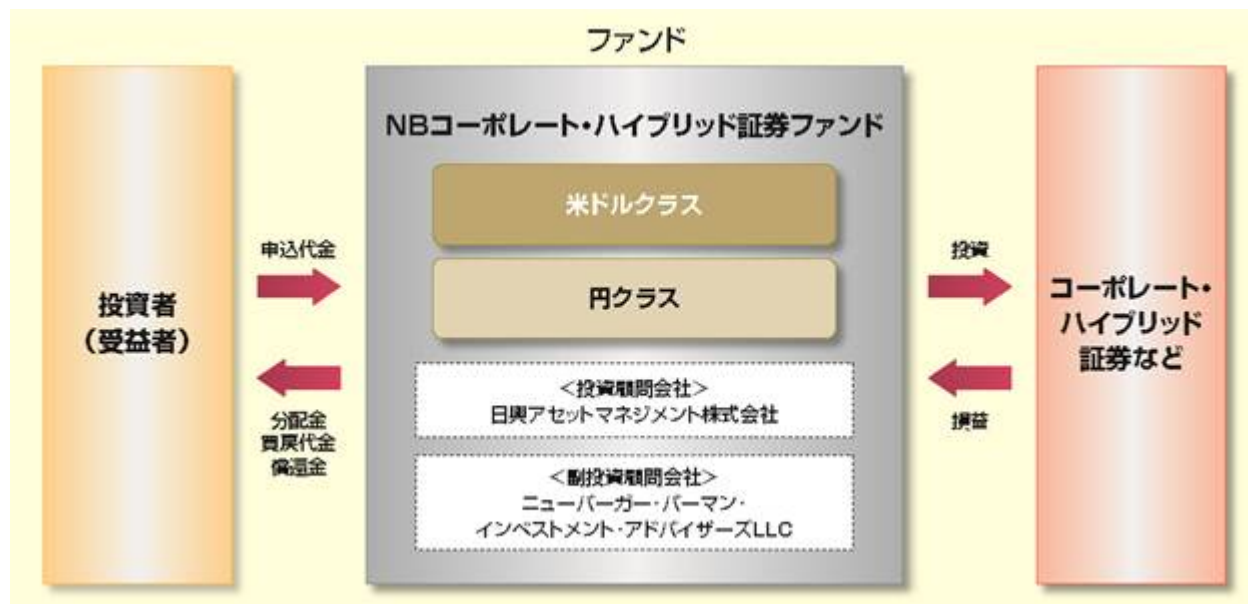 ファンド
投資者
(受益者)
申込代金
分配金
買戻代金
償還金
NBコーポレート・ハイブリッド証券ファンド
米ドルクラス
円クラス
<投資顧問会社>
日興アセットマネジメント株式会社
<副投資顧問会社>
ニューバーガー・バーマン・
インベストメント・アドバイザーズLLC
投資
損益
コーポレート・
ハイブリッド
証券など